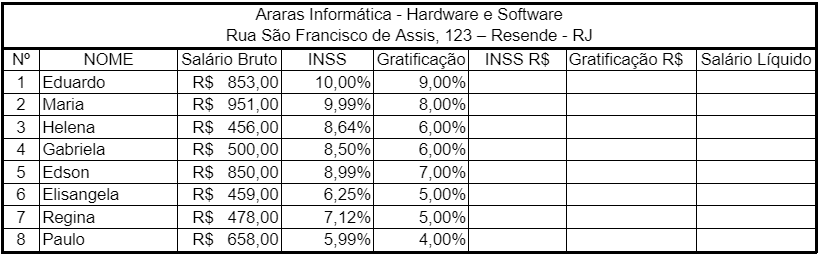 Araras Informática - Hardware e Software
Rua São Francisco de Assis, 123 – Resende - RJ
Nº NOME Salário Bruto INSS Gratificação INSS R$ Gratificação R$ Salário Líquido
1 Eduardo R$ 853,00 10,00% 9,00%
2 Maria R$ 951,00 9,99% 8,00%
3 Helena R$ 456,00 8,64% 6,00%
4 Gabriela R$ 500,00 8,50% 6,00%
5 Edson R$ 850,00 8,99% 7,00%
6 Elisangela R$ 459,00 6,25% 5,00%
7 Regina R$ 478,00 7,12% 5,00%
8 Paulo R$ 658,00 5,99% 4,00%